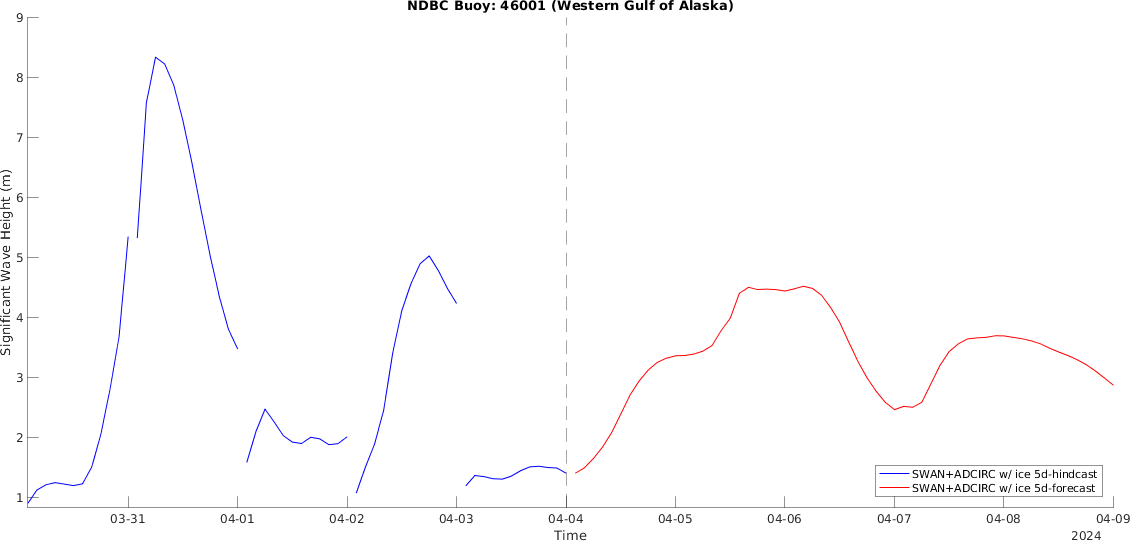 NDBC Buoy: 46001 (Western Gulf of Alaska)
9
8
7
6
5
4
3
2
1
Significant Wave Height (m)
SWAN+ADCIRC w/ ice 5d-hindcast
SWAN+ADCIRC w/ ice 5d-forecast
03-31 04-01 04-02 04-03 04-04 04-05 04-06 04-07 04-08 04-09
Time
2024